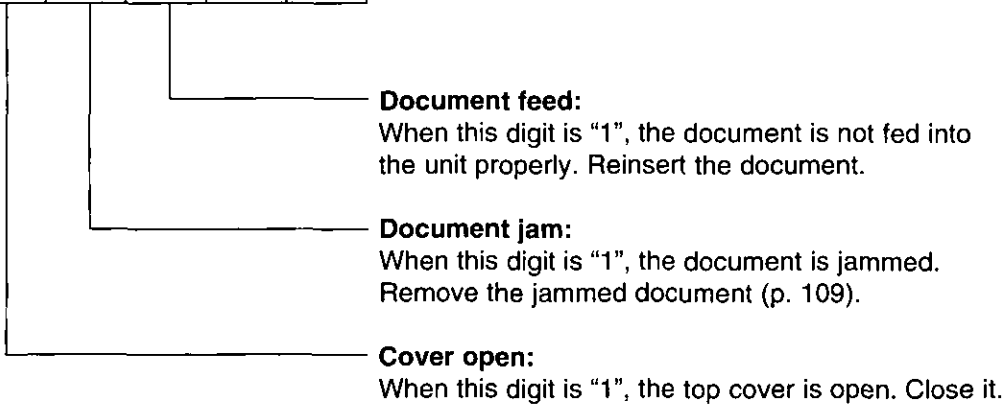 Document feed:
When this digit is “1”, the document is not fed into
the unit properly. Reinsert the document.
Document jam:
When this digit is “1”, the document is jammed.
Remove the jammed document (p. 109).
Cover open:
When this digit is “1”, the top cover is open. Close it.